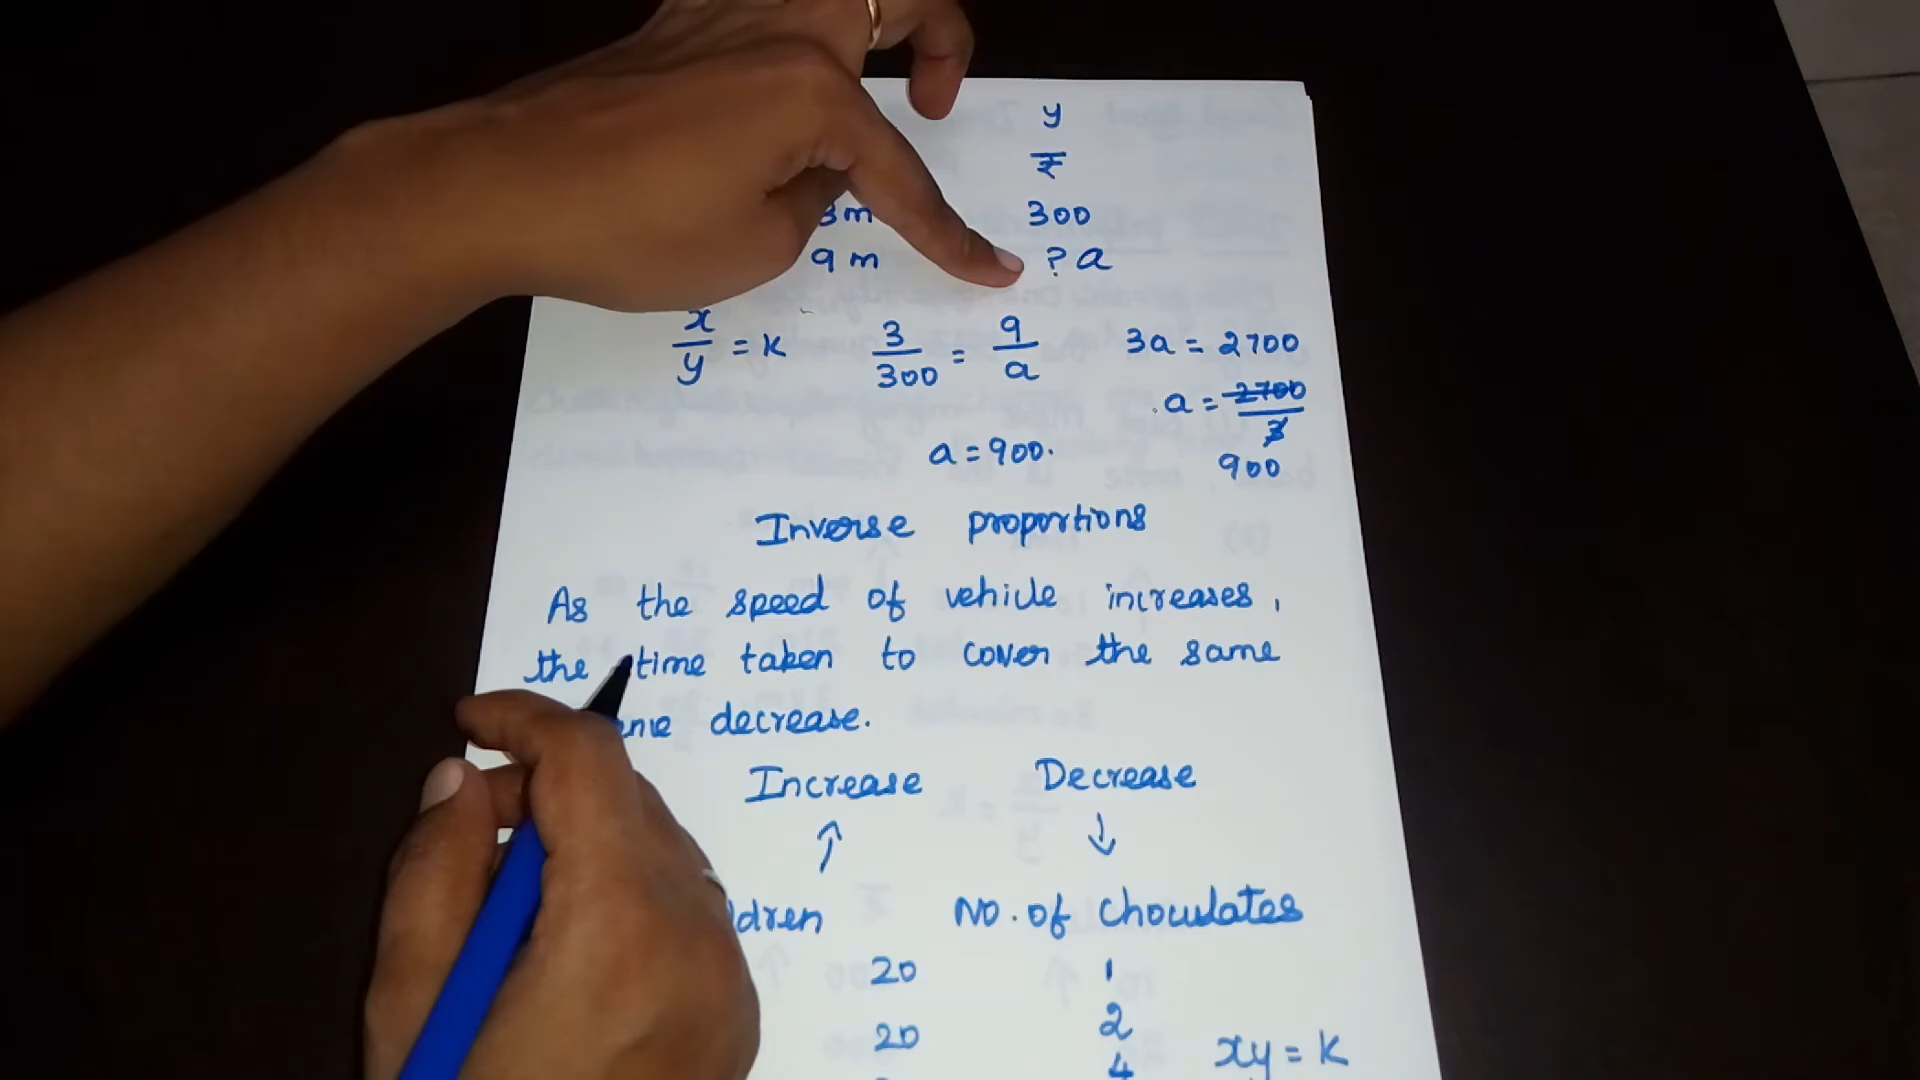 y
₹
3m 300
9m ? a
x/y = k 3/300 = 9/a 3a = 2700
a = 2700/3
a = 900. 900
Inverse proportions
As the speed of vehicle increases,
the time taken to cover the same
decrease.
Increase Decrease
↑ ↓
ldren No. of Choculates
20 1
20 2
4 xy = k